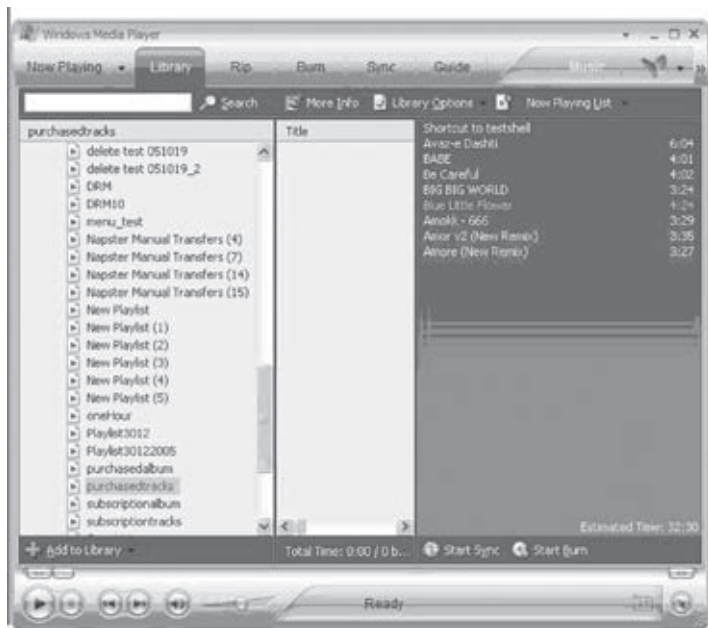 Windows Media Player
Now Playing Library Rip Burn Sync Guide Music
Search More Info Library Options Now Playing List
purchasedtracks
delete test 051019
delete test 051019_2
DRM
DRM10
menu_test
Napster Manual Transfers (4)
Napster Manual Transfers (7)
Napster Manual Transfers (14)
Napster Manual Transfers (15)
New Playlist
New Playlist (1)
New Playlist (2)
New Playlist (3)
New Playlist (4)
New Playlist (5)
oneHour
Playlist3012
Playlist30122005
purchasedalbum
purchasedtracks
subscriptionalbum
subscriptiontracks
Title
Shortcut to testshell
Avaz-e Dashti 6:04
BABE 4:01
Be Careful 4:02
BIG BIG WORLD 3:24
Blue Little Flower 4:24
Amokk - 666 3:29
Amor v2 (New Remix) 3:35
Amore (New Remix) 3:27
Estimated Time: 32:30
Add to Library Total Time: 0:00 / 0 b... Start Sync Start Burn
Ready